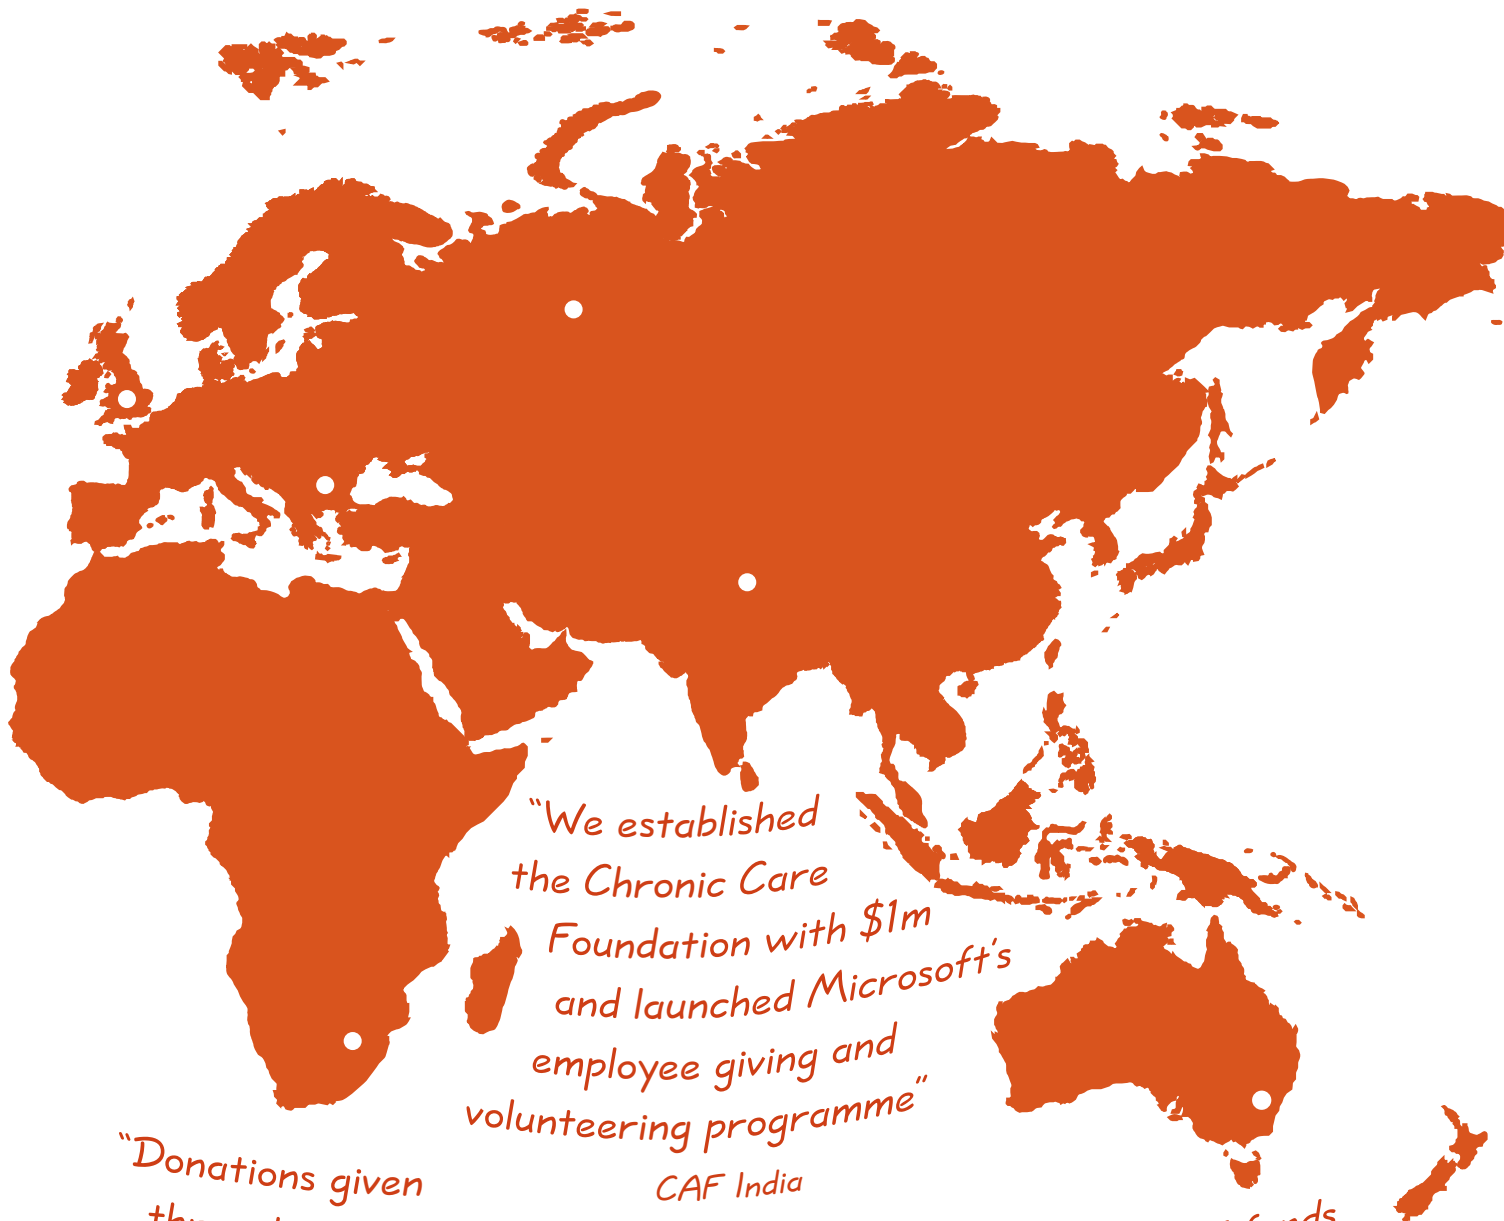 "We established
the Chronic Care
Foundation with $1m
and launched Microsoft's
employee giving and
volunteering programme"
CAF India
"Donations given